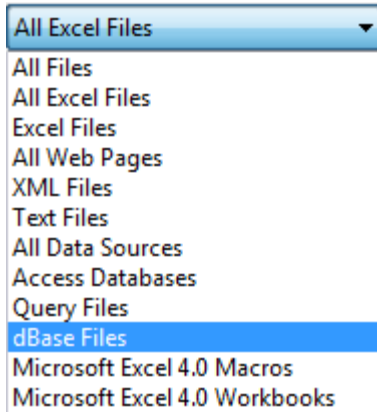 All Excel Files
All Files
All Excel Files
Excel Files
All Web Pages
XML Files
Text Files
All Data Sources
Access Databases
Query Files
dBase Files
Microsoft Excel 4.0 Macros
Microsoft Excel 4.0 Workbooks